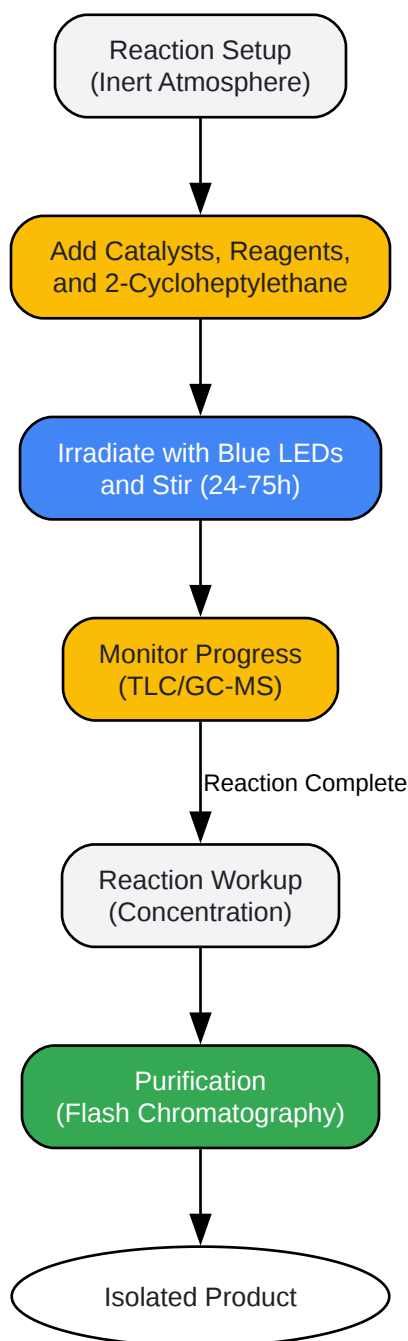 Reaction Setup
(Inert Atmosphere)
Add Catalysts, Reagents,
and 2-Cycloheptylethane
Irradiate with Blue LEDs
and Stir (24-75h)
Monitor Progress
(TLC/GC-MS)
Reaction Complete
Reaction Workup
(Concentration)
Purification
(Flash Chromatography)
Isolated Product